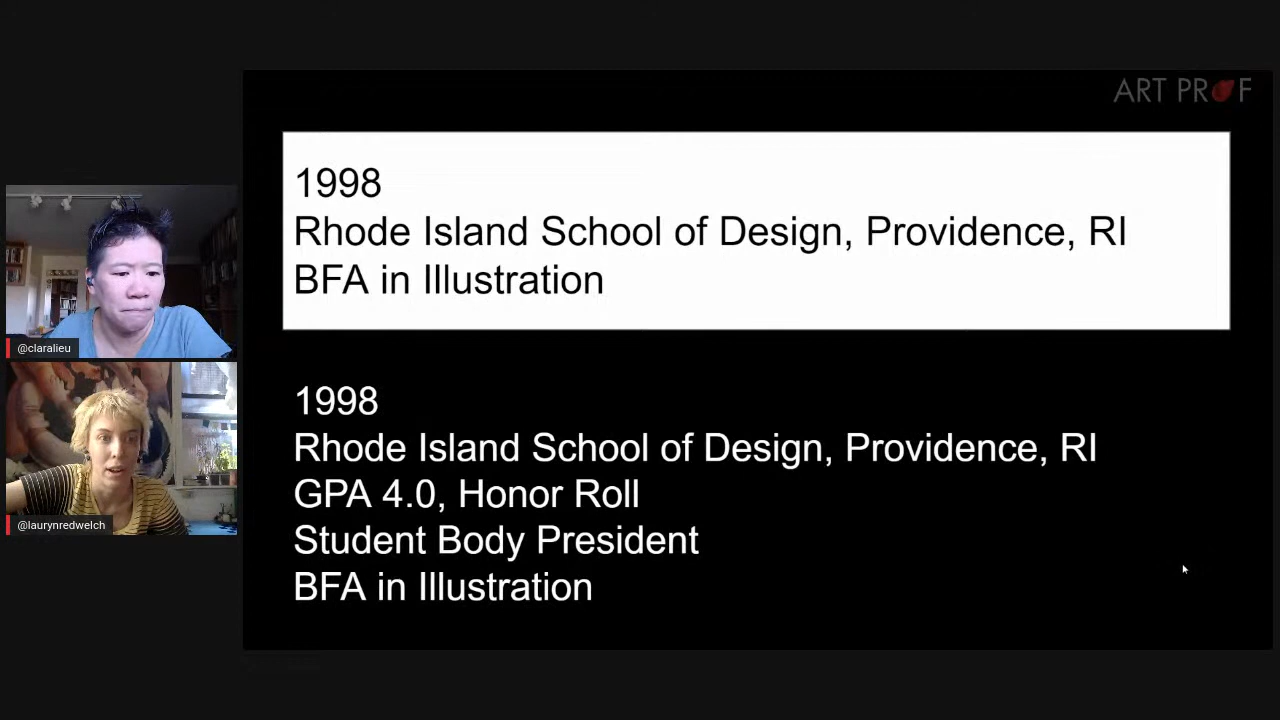 ART PROF
1998
Rhode Island School of Design, Providence, RI
BFA in Illustration
@claralieu
1998
Rhode Island School of Design, Providence, RI
GPA 4.0, Honor Roll
Student Body President
BFA in Illustration
@laurynredwelch